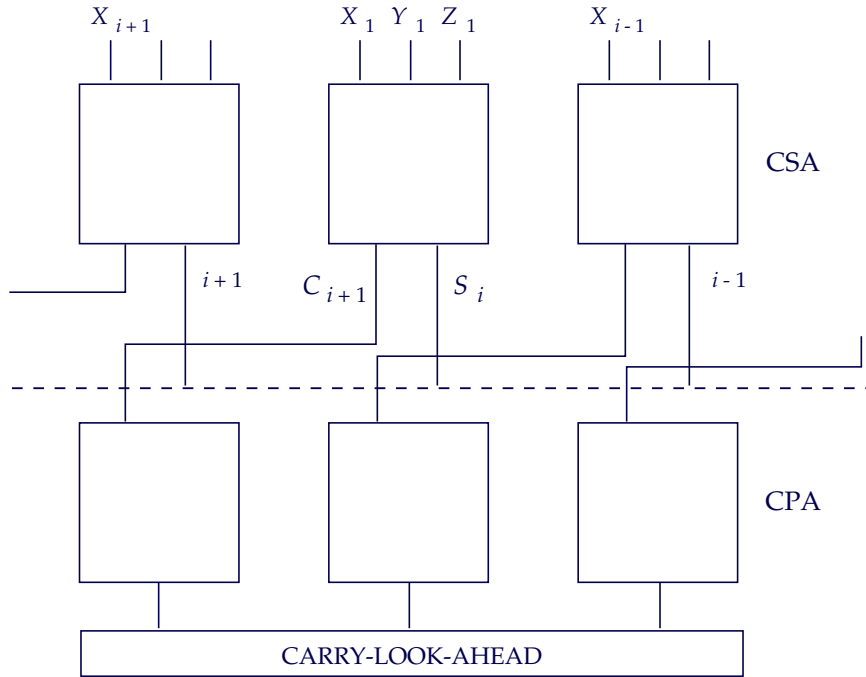 X i+1 X 1 Y 1 Z 1 X i-1
CSA
i+1 C i+1 S i i-1
CPA
CARRY-LOOK-AHEAD